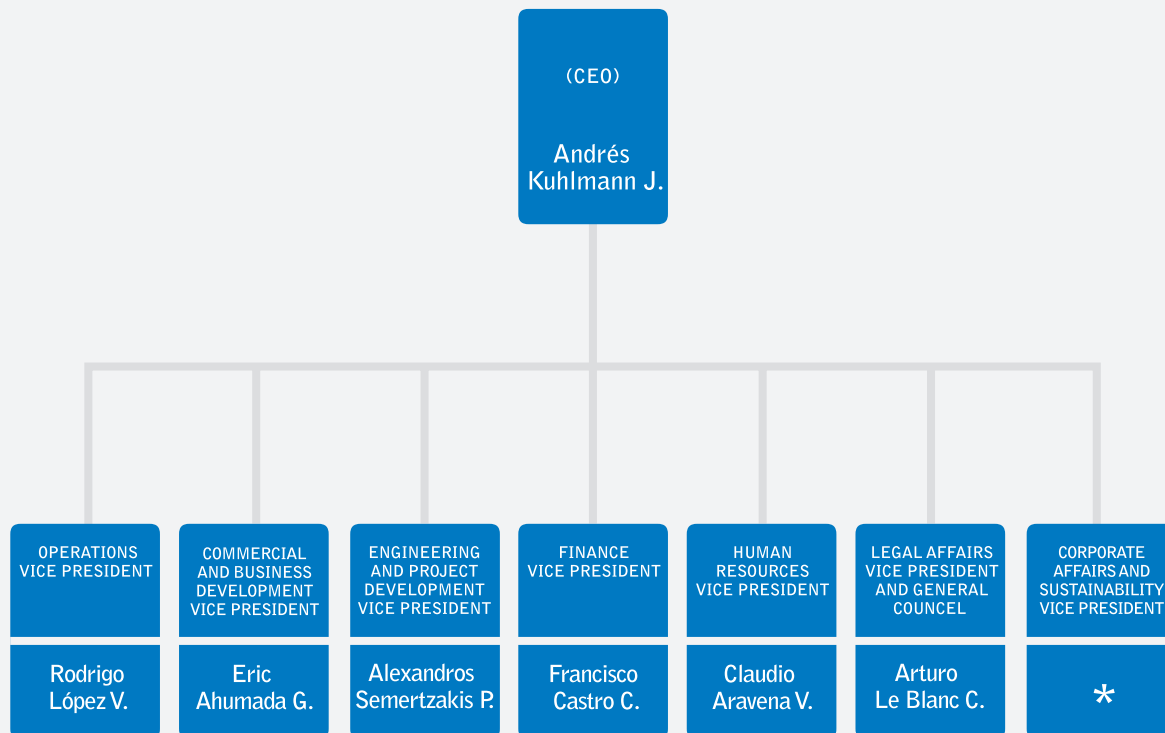 (CEO)
Andrés
Kuhlmann J.
OPERATIONS
VICE PRESIDENT
Rodrigo
López V.
COMMERCIAL
AND BUSINESS
DEVELOPMENT
VICE PRESIDENT
Eric
Ahumada G.
ENGINEERING
AND PROJECT
DEVELOPMENT
VICE PRESIDENT
Alexandros
Semertzakis P.
FINANCE
VICE PRESIDENT
Francisco
Castro C.
HUMAN
RESOURCES
VICE PRESIDENT
Claudio
Aravena V.
LEGAL AFFAIRS
VICE PRESIDENT
AND GENERAL
COUNCEL
Arturo
Le Blanc C.
CORPORATE
AFFAIRS AND
SUSTAINABILITY
VICE PRESIDENT
*